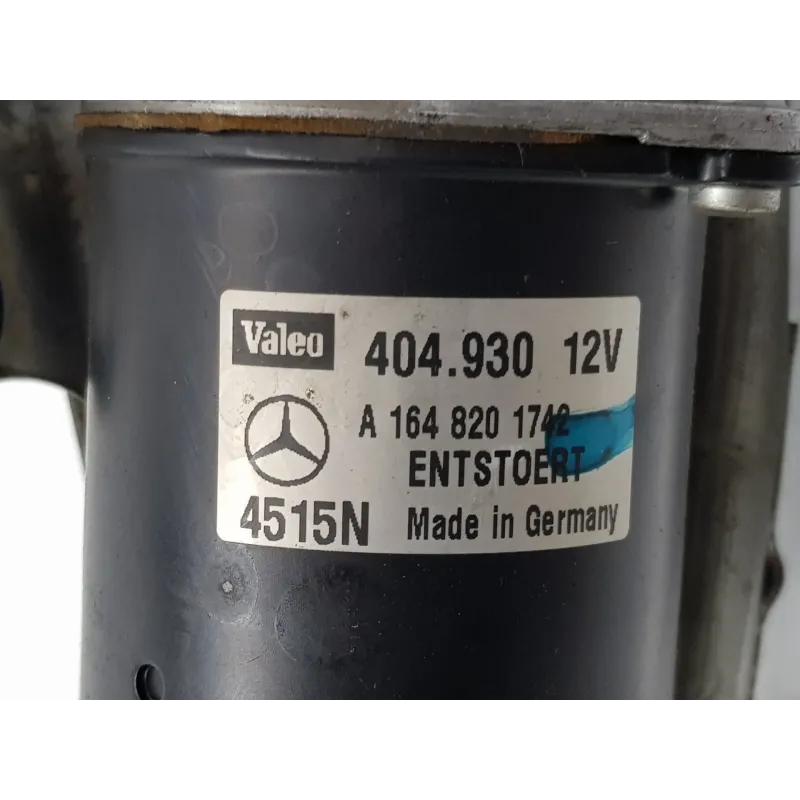 Valeo 404.930 12V
A 164 820 1742
ENTSTOERT
4515N Made in Germany